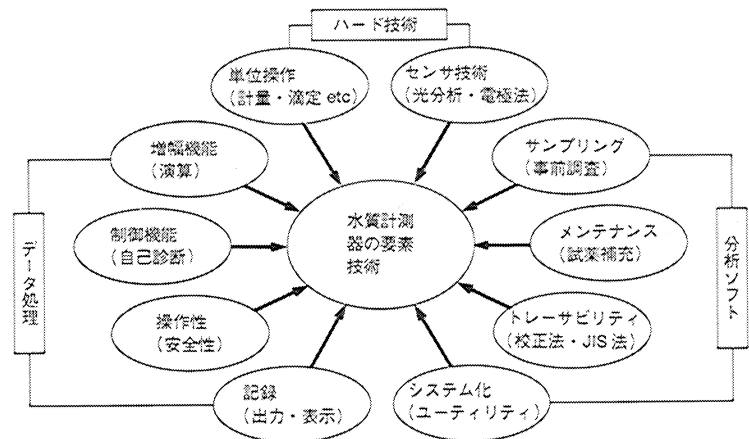 ハード技術
単位操作
(計量・滴定 etc)
センサ技術
(光分析・電極法)
増幅機能
(演算)
サンプリング
(事前調査)
データ処理
制御機能
(自己診断)
水質計測
器の要素
技術
メンテナンス
(試薬補充)
分析ソフト
操作性
(安全性)
トレーサビリティ
(校正法・JIS法)
記録
(出力・表示)
システム化
(ユーティリティ)